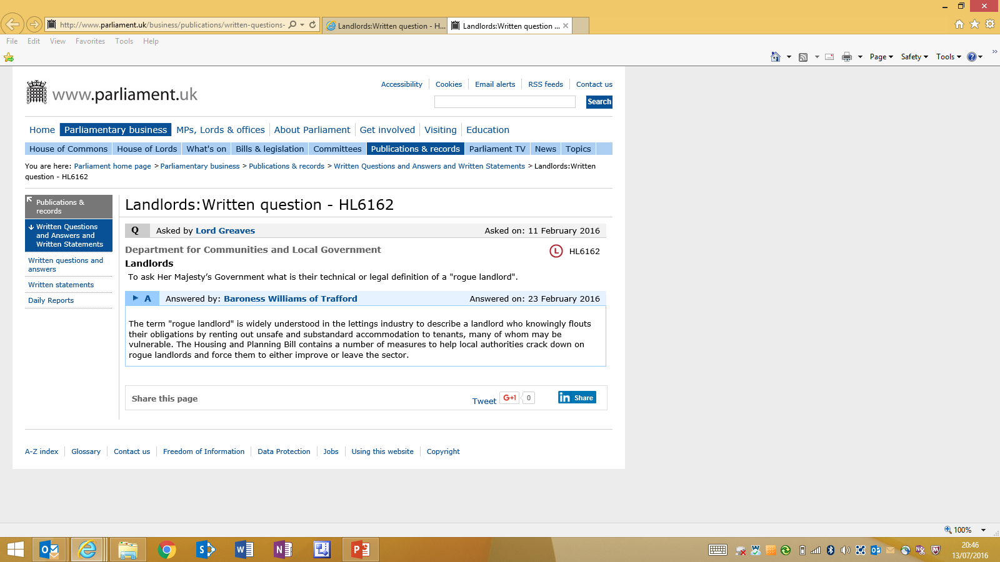 http://www.parliament.uk/business/publications/written-questions-
Landlords:Written question - H...
Landlords:Written question ...
File Edit View Favorites Tools Help
Page Safety Tools
www.parliament.uk
Accessibility Cookies Email alerts RSS feeds Contact us
Search
Home Parliamentary business MPs, Lords & offices About Parliament Get involved Visiting Education
House of Commons House of Lords What's on Bills & legislation Committees Publications & records Parliament TV News Topics
You are here: Parliament home page > Parliamentary business > Publications & records > Written Questions and Answers and Written Statements > Landlords:Written
question - HL6162
Publications &
records
Written Questions
and Answers and
Written Statements
Written questions and
answers
Written statements
Daily Reports
Landlords:Written question - HL6162
Q Asked by Lord Greaves Asked on: 11 February 2016
Department for Communities and Local Government
L HL6162
Landlords
To ask Her Majesty's Government what is their technical or legal definition of a "rogue landlord".
A Answered by: Baroness Williams of Trafford Answered on: 23 February 2016
The term "rogue landlord" is widely understood in the lettings industry to describe a landlord who knowingly flouts
their obligations by renting out unsafe and substandard accommodation to tenants, many of whom may be
vulnerable. The Housing and Planning Bill contains a number of measures to help local authorities crack down on
rogue landlords and force them to either improve or leave the sector.
Share this page
Tweet G+1 0 in Share
A-Z index Glossary Contact us Freedom of Information Data Protection Jobs Using this website Copyright
100%
20:46
13/07/2016